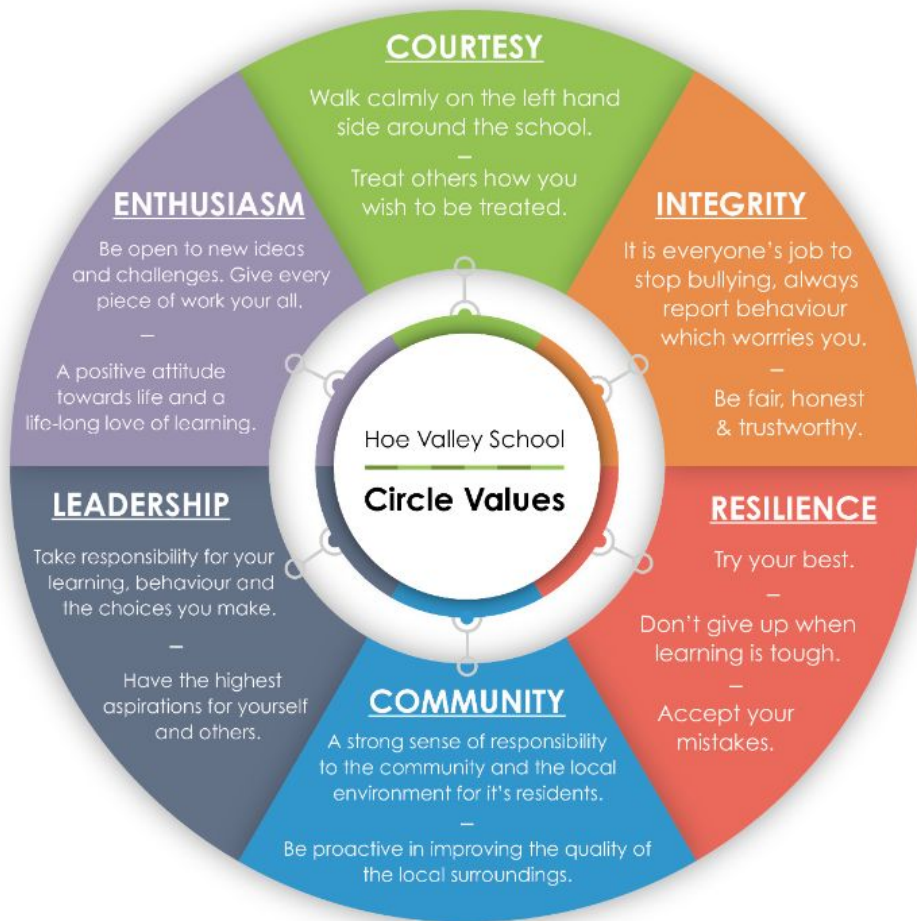 COURTESY
Walk calmly on the left hand
side around the school.
–
Treat others how you
wish to be treated.
INTEGRITY
It is everyone's job to
stop bullying, always
report behaviour
which worrries you.
–
Be fair, honest
& trustworthy.
RESILIENCE
Try your best.
–
Don't give up when
learning is tough.
–
Accept your
mistakes.
COMMUNITY
A strong sense of responsibility
to the community and the local
environment for it's residents.
–
Be proactive in improving the quality of
the local surroundings.
LEADERSHIP
Take responsibility for your
learning, behaviour and
the choices you make.
–
Have the highest
aspirations for yourself
and others.
ENTHUSIASM
Be open to new ideas
and challenges. Give every
piece of work your all.
–
A positive attitude
towards life and a
life-long love of learning.
Hoe Valley School
Circle Values